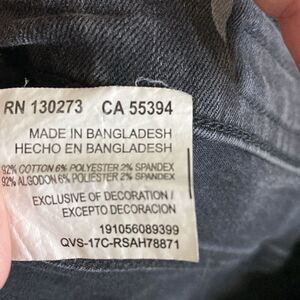 RN 130273 CA 55394
MADE IN BANGLADESH
HECHO EN BANGLADESH
92% COTTON 6% POLYESTER 2% SPANDEX
92% ALGODON 6% POLIESTER 2% SPANDEX
EXCLUSIVE OF DECORATION /
EXCEPTO DECORACION
191056089399
QVS-17C-RSAH78871